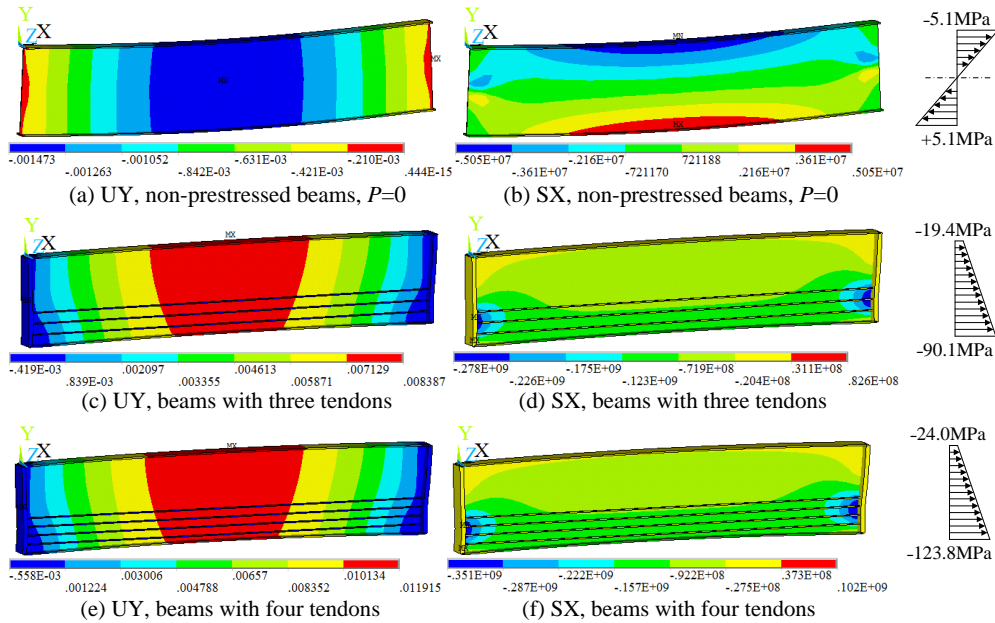 Y
X
Z
MX
-.001473 -.001052 -.631E-03 -.210E-03
-.001263 -.842E-03 -.421E-03 .444E-15
(a) UY, non-prestressed beams, P=0
Y
X
Z
MN
MX
-.505E+07 -.216E+07 721188 .361E+07
-.361E+07 -.721170 .216E+07 .505E+07
(b) SX, non-prestressed beams, P=0
-5.1MPa
+5.1MPa
Y
X
Z
MX
-.419E-03 .002097 .004613 .007129
.839E-03 .003355 .005871 .008387
(c) UY, beams with three tendons
Y
X
Z
MX
-.278E+09 -.175E+09 -.719E+08 .311E+08
-.226E+09 -.123E+09 -.204E+08 .826E+08
(d) SX, beams with three tendons
-19.4MPa
-90.1MPa
Y
X
Z
MX
-.558E-03 .003006 .00657 .010134
.001224 .004788 .008352 .011915
(e) UY, beams with four tendons
Y
X
Z
-.351E+09 -.222E+09 -.922E+08 .373E+08
-.287E+09 -.157E+09 -.275E+08 .102E+09
(f) SX, beams with four tendons
-24.0MPa
-123.8MPa